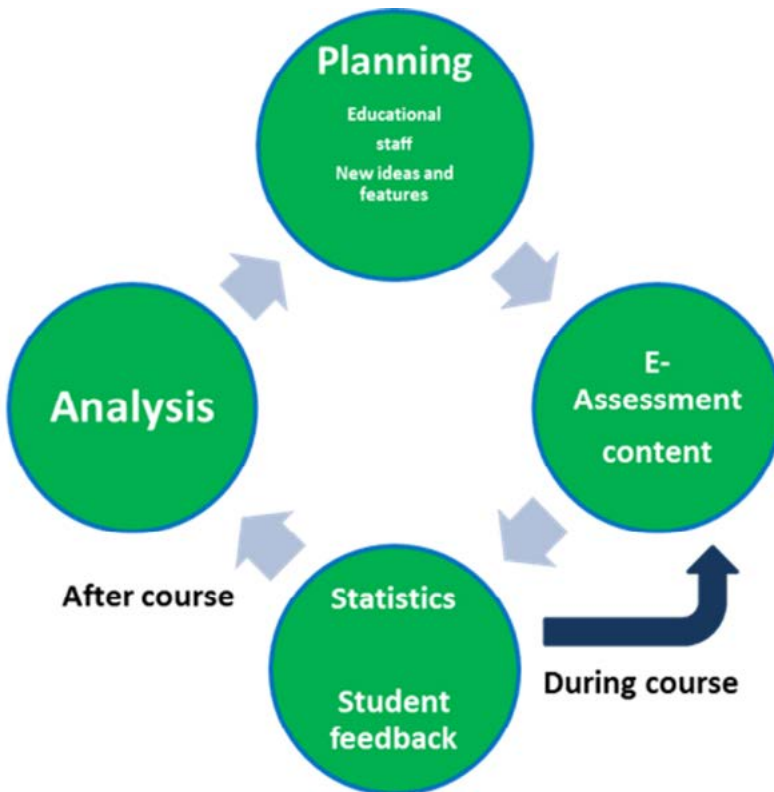 Planning
Educational
staff
New ideas and
features
Analysis
E-
Assessment
content
After course
Statistics
Student
feedback
During course